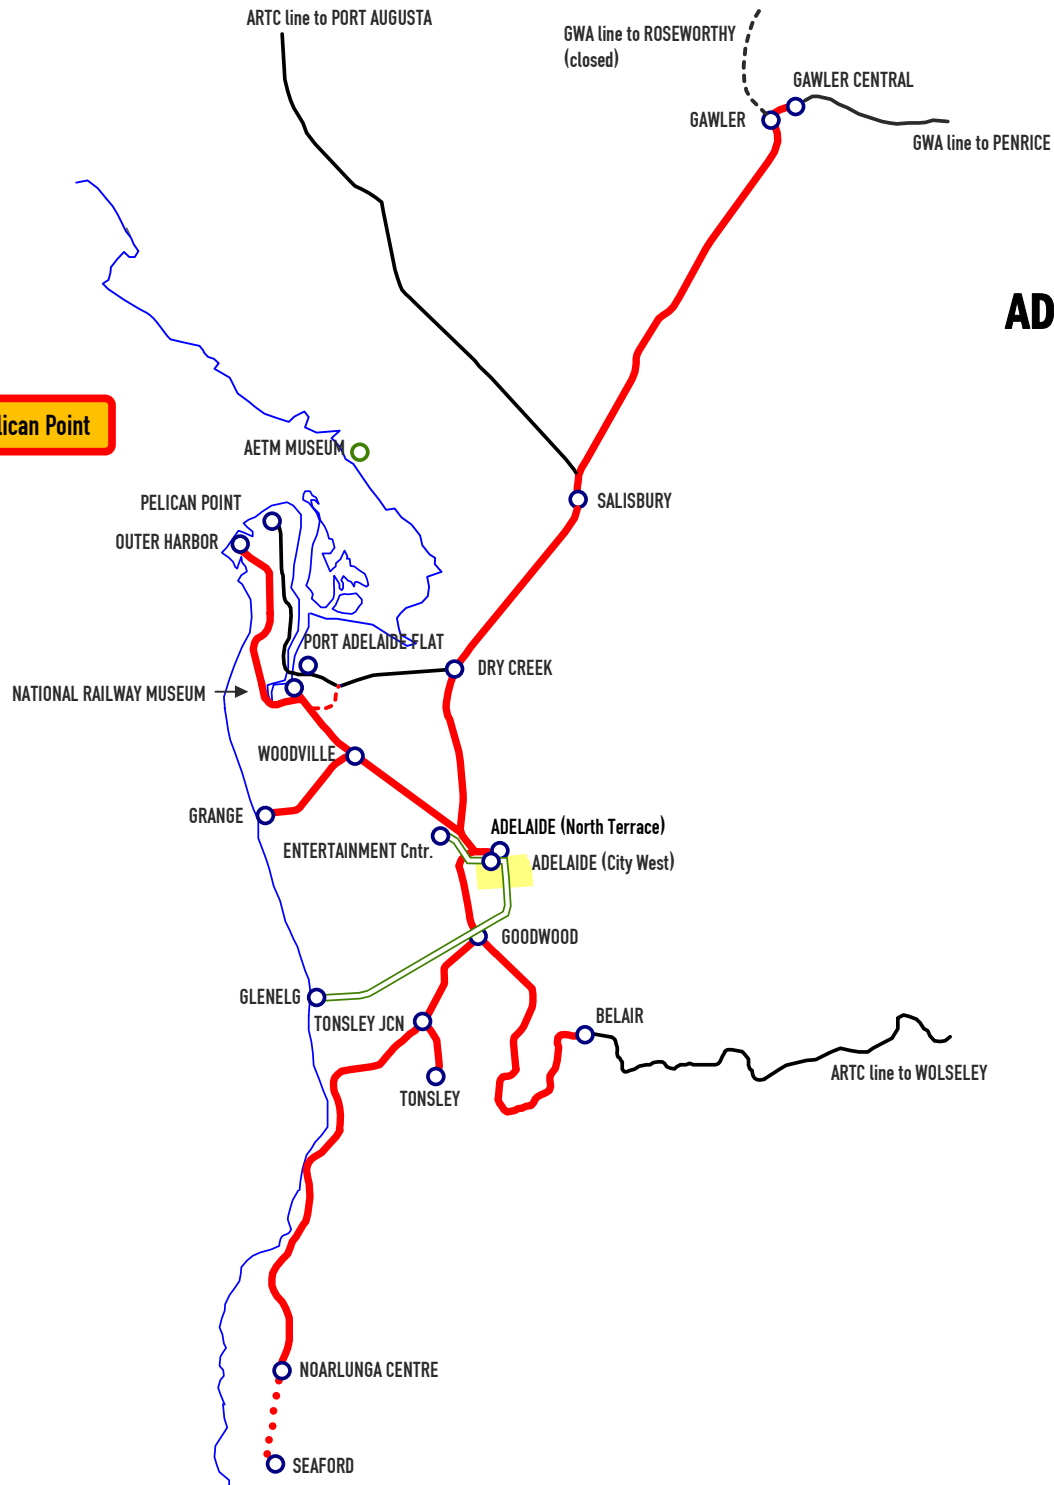 ARTC line to PORT AUGUSTA
GWA line to ROSEWORTHY
(closed)
GAWLER CENTRAL
GAWLER
GWA line to PENRICE
AD
lican Point
AETM MUSEUM
PELICAN POINT
SALISBURY
OUTER HARBOR
PORT ADELAIDE FLAT
DRY CREEK
NATIONAL RAILWAY MUSEUM
WOODVILLE
GRANGE
ADELAIDE (North Terrace)
ENTERTAINMENT Cntr.
ADELAIDE (City West)
GOODWOOD
GLENELG
TONSLEY JCN
BELAIR
ARTC line to WOLSELEY
TONSLEY
NOARLUNGA CENTRE
SEAFORD